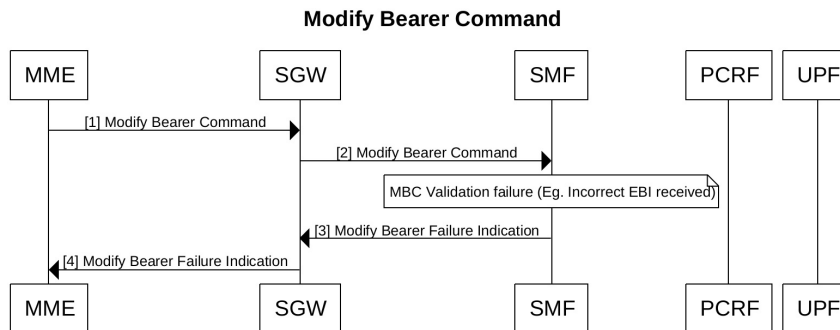 Modify Bearer Command
MME SGW SMF PCRF UPF
[1] Modify Bearer Command
[2] Modify Bearer Command
MBC Validation failure (Eg. Incorrect EBI received)
[3] Modify Bearer Failure Indication
[4] Modify Bearer Failure Indication
MME SGW SMF PCRF UPF